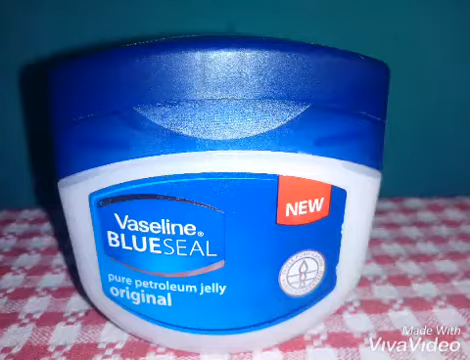 NEW
Vaseline®
BLUESEAL
pure petroleum jelly
original
Made With
VivaVideo